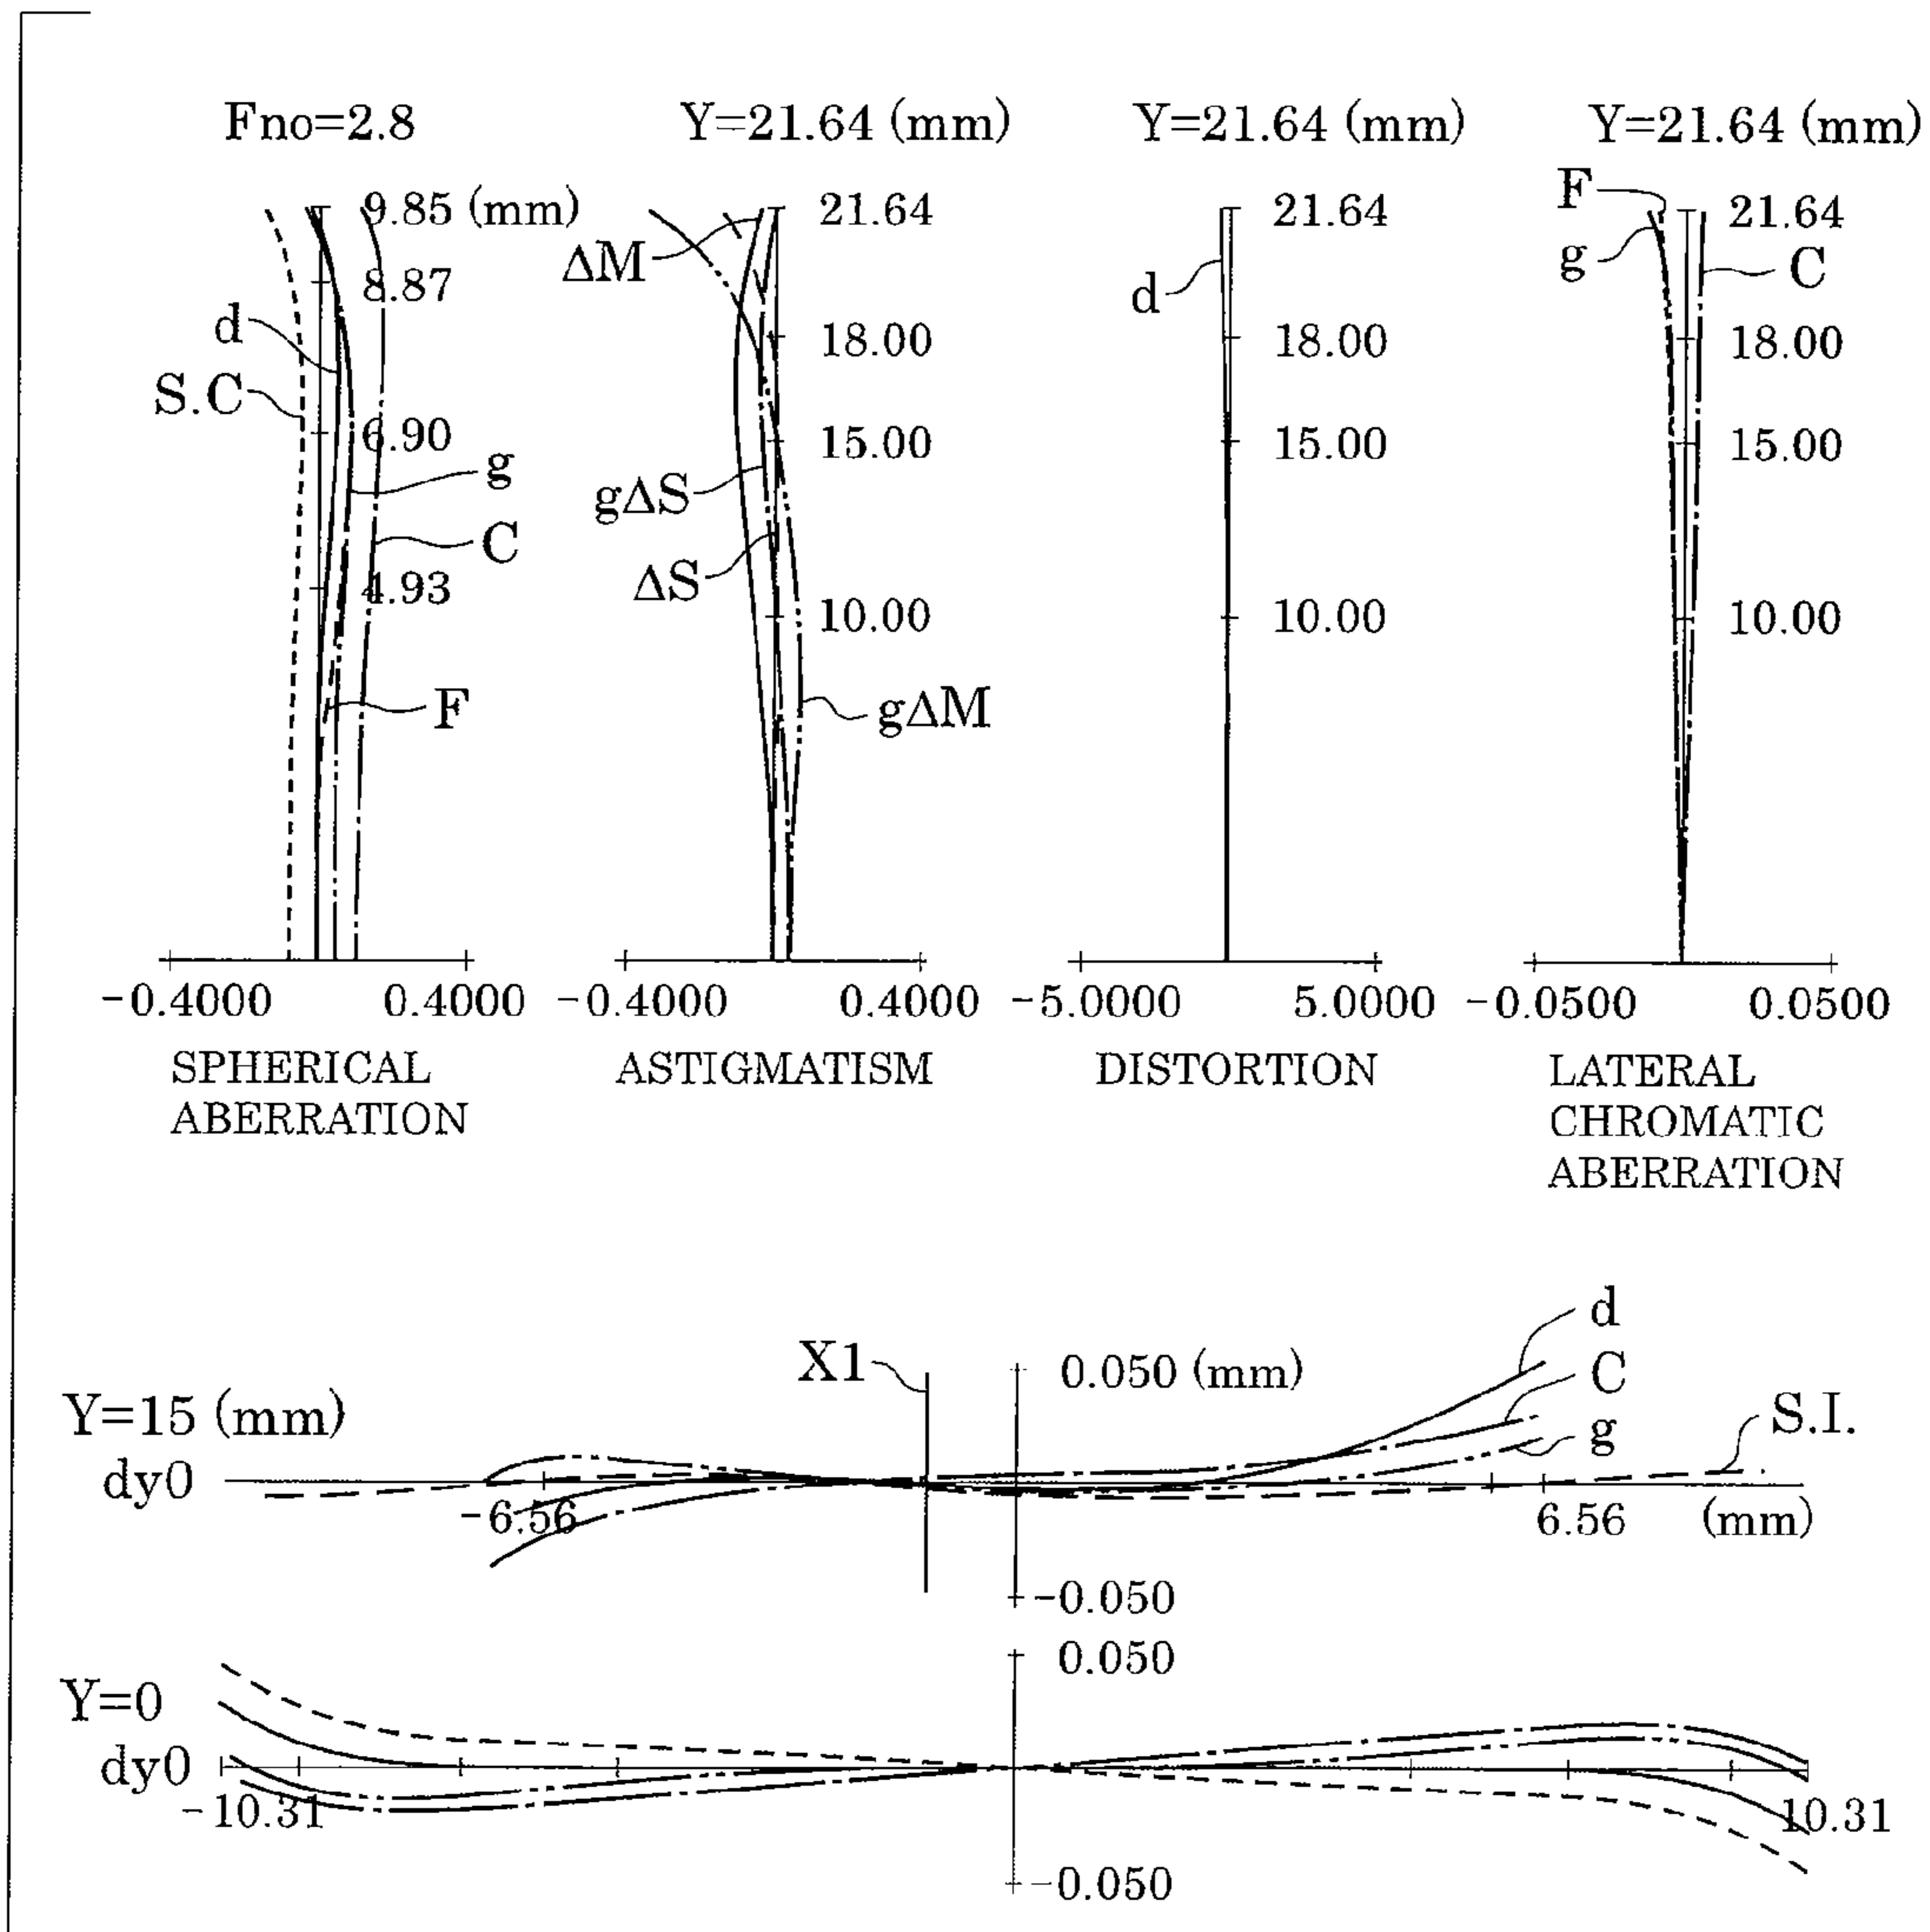 Fno=2.8
Y=21.64 (mm)
Y=21.64 (mm)
Y=21.64 (mm)
9.85 (mm)
8.87
6.90
4.93
d
S.C
g
C
F
21.64
18.00
15.00
10.00
ΔM
gΔS
ΔS
gΔM
21.64
18.00
15.00
10.00
d
F
g
C
21.64
18.00
15.00
10.00
-0.4000
0.4000
-0.4000
0.4000
-5.0000
5.0000
-0.0500
0.0500
SPHERICAL
ABERRATION
ASTIGMATISM
DISTORTION
LATERAL
CHROMATIC
ABERRATION
d
X1
0.050 (mm)
C
Y=15 (mm)
g
S.I.
dy0
-6.56
6.56
(mm)
-0.050
0.050
Y=0
dy0
-10.31
10.31
-0.050